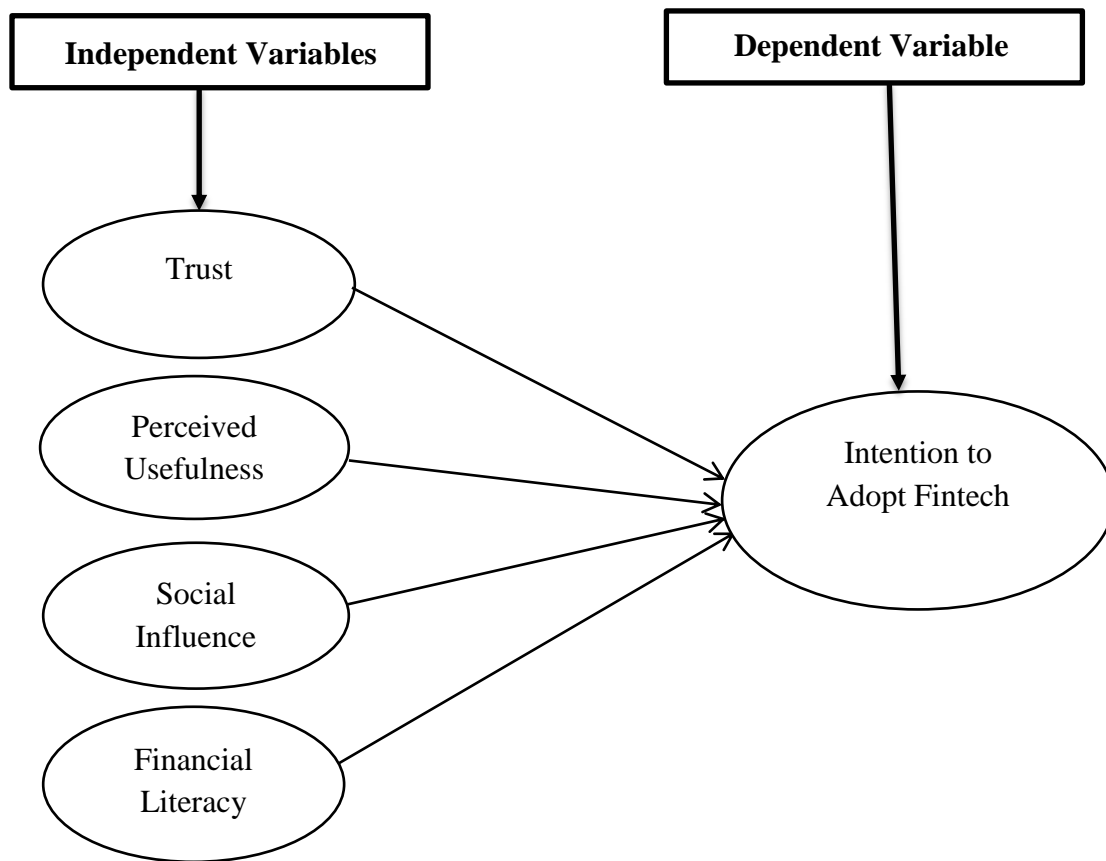 Independent Variables
Dependent Variable
Trust
Perceived
Usefulness
Intention to
Adopt Fintech
Social
Influence
Financial
Literacy